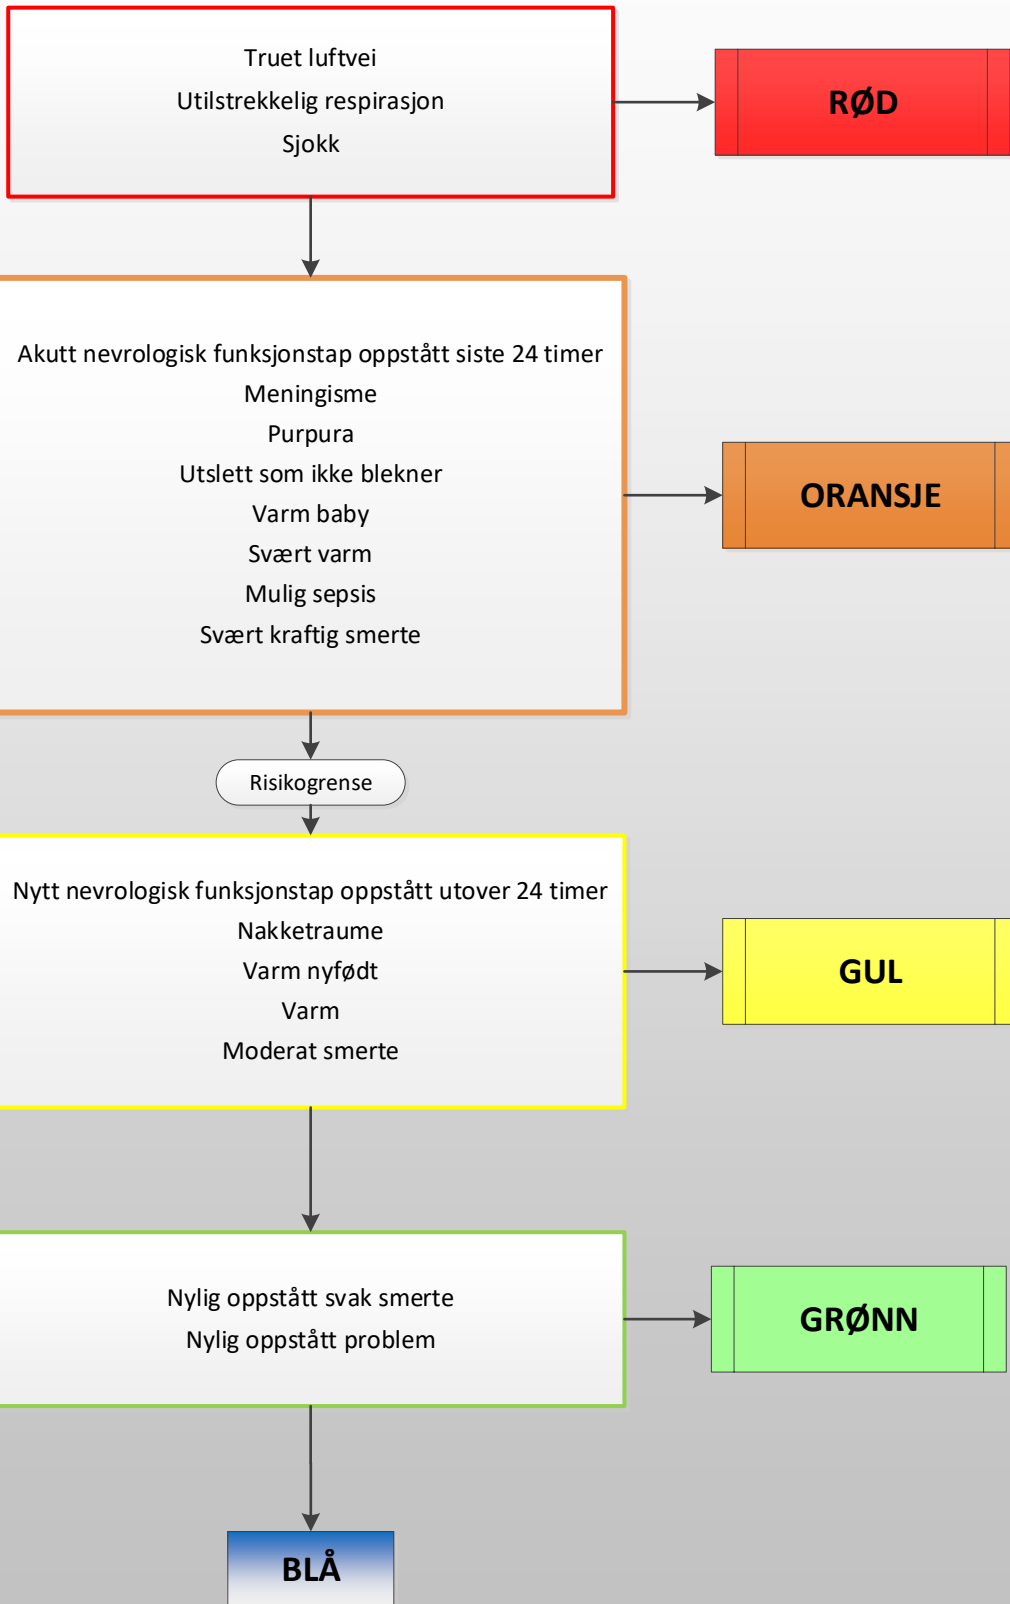 Truet luftvei
Utilstrekkelig respirasjon
Sjokk
RØD
Akutt nevrologisk funksjonstap oppstått siste 24 timer
Meningisme
Purpura
Utslett som ikke blekner
Varm baby
Svært varm
Mulig sepsis
Svært kraftig smerte
ORANSJE
Risikogrense
Nytt nevrologisk funksjonstap oppstått utover 24 timer
Nakketraume
Varm nyfødt
Varm
Moderat smerte
GUL
Nylig oppstått svak smerte
Nylig oppstått problem
GRØNN
BLÅ